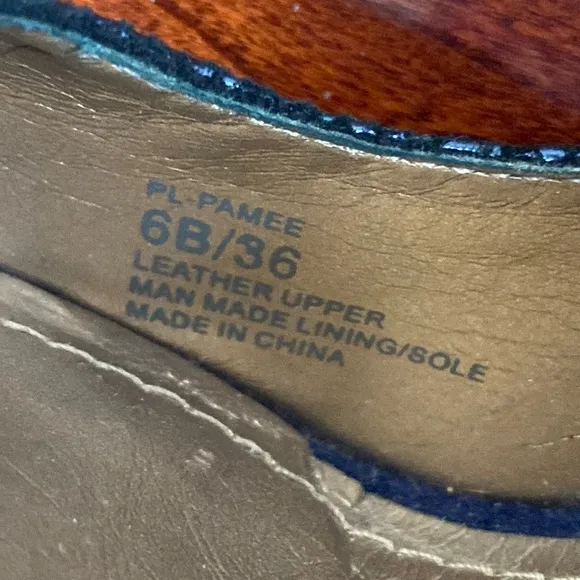 PL-PAMEE
6B/36
LEATHER UPPER
MAN MADE LINING/SOLE
MADE IN CHINA